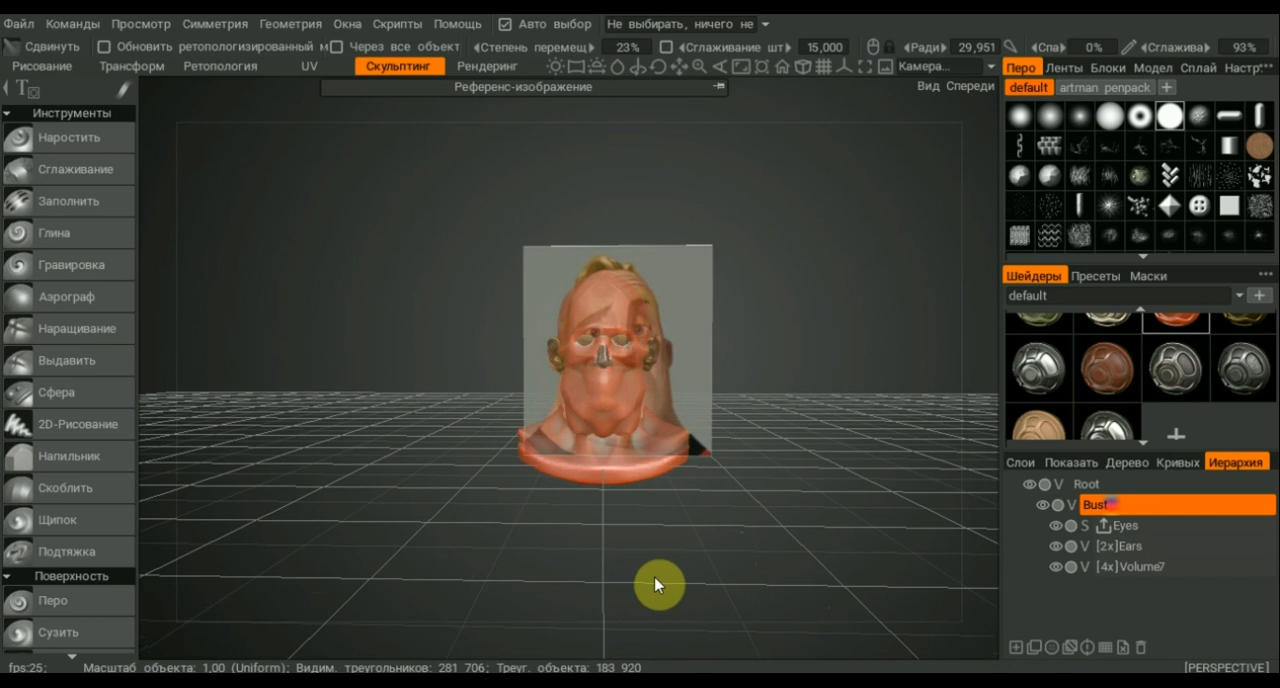 Файл Команды Просмотр Симметрия Геометрия Окна Скрипты Помощь Авто выбор Не выбирать, ничего не
Сдвинуть Обновить ретопологизированный м Через все объект Степень перемещ 23% Сглаживание шт 15,000 Ради 29,951 Спа 0% Сглажива 93%
Рисование Трансформ Ретопология UV Скульптинг Рендеринг Камера...
Перо Ленты Блоки Модел Сплай Настр
Референс-изображение
Вид Спереди
default artman penpack
Инструменты
Наростить
Сглаживание
Заполнить
Глина
Гравировка
Аэрограф
Наращивание
Выдавить
Сфера
2D-Рисование
Напильник
Скоблить
Щипок
Подтяжка
Поверхность
Перо
Сузить
Шейдеры Пресеты Маски
default
Слои Показать Дерево Кривых Иерархия
V Root
V Bust
S Eyes
V [2x]Ears
V [4x]Volume7
fps:25; Масштаб объекта: 1,00 (Uniform); Видим. треугольников: 281 706; Треуг. объекта: 183 920
[PERSPECTIVE]